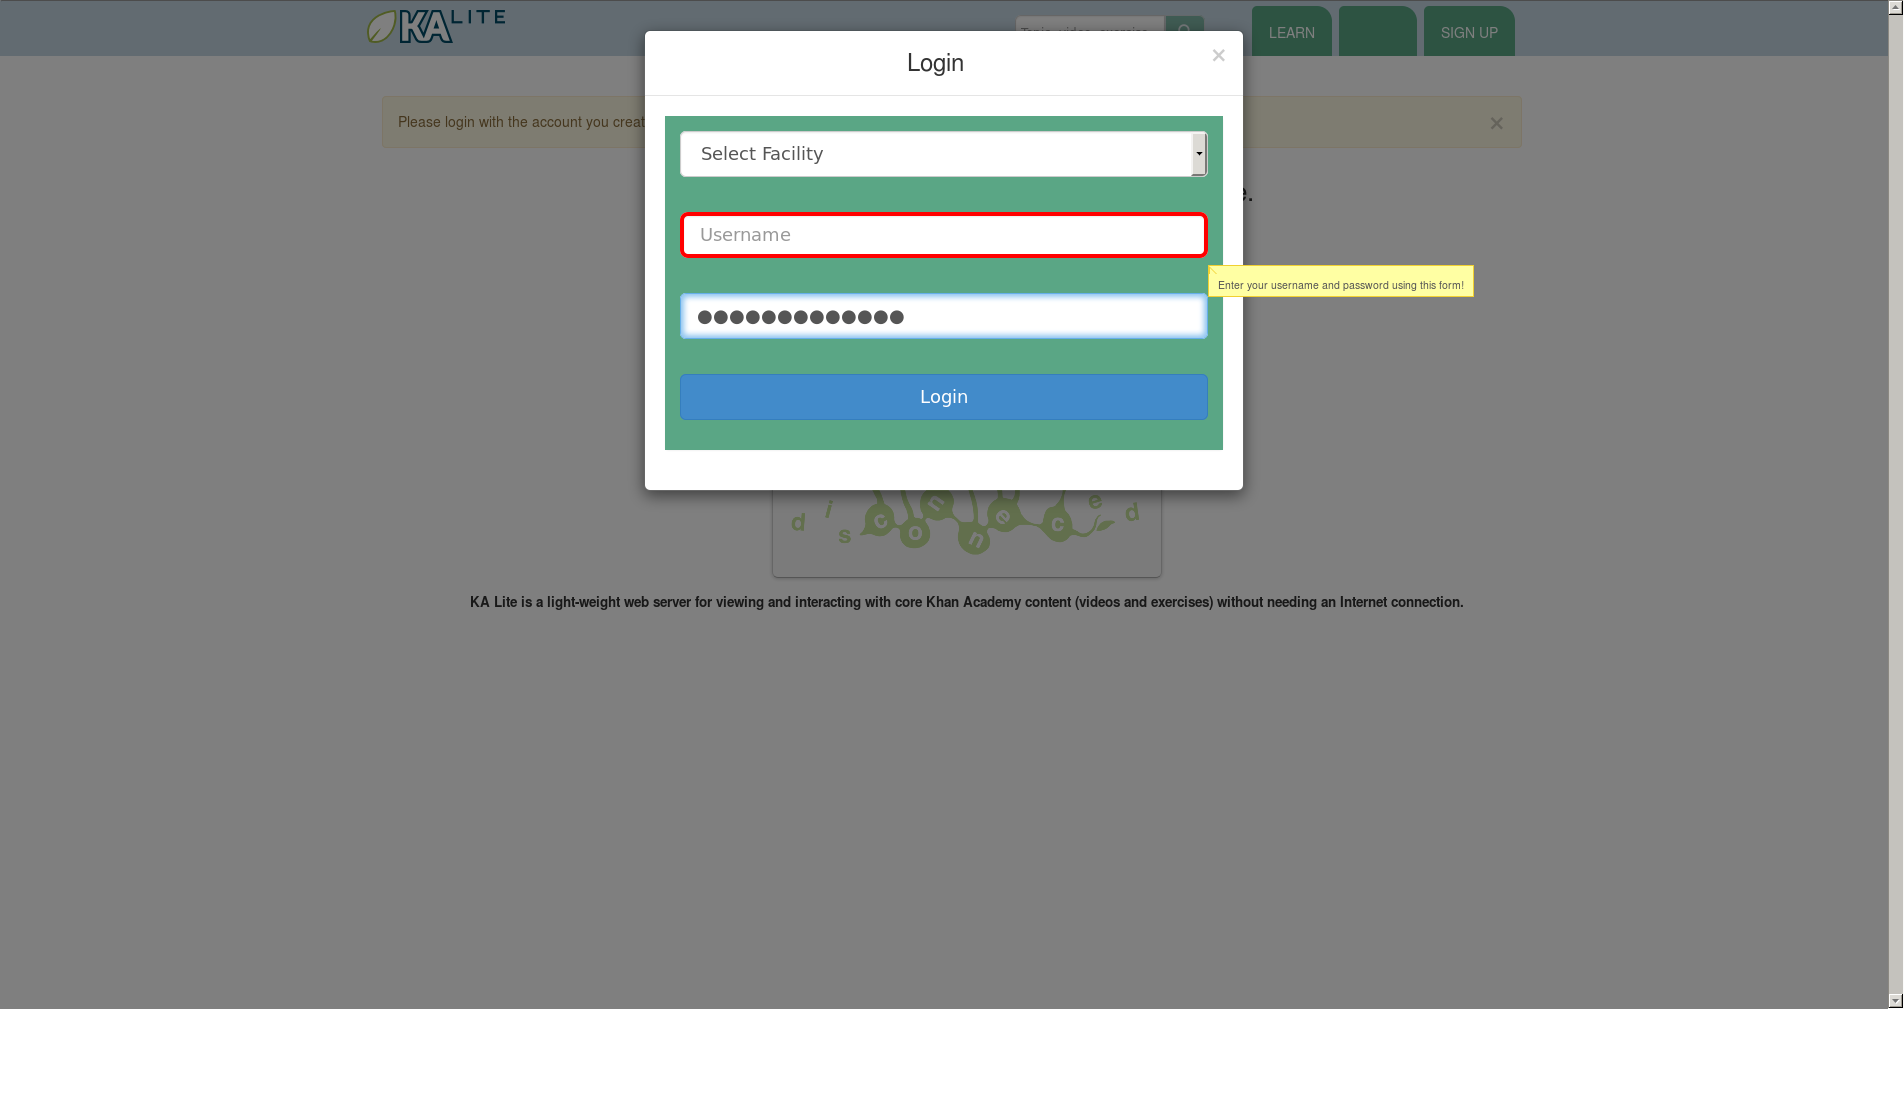 KA LITE
LEARN
SIGN UP
Login
×
Please login with the account you creat
×
Select Facility
e.
Username
Enter your username and password using this form!
●●●●●●●●●●●●●
Login
d i s c o n n e c e d
KA Lite is a light-weight web server for viewing and interacting with core Khan Academy content (videos and exercises) without needing an Internet connection.